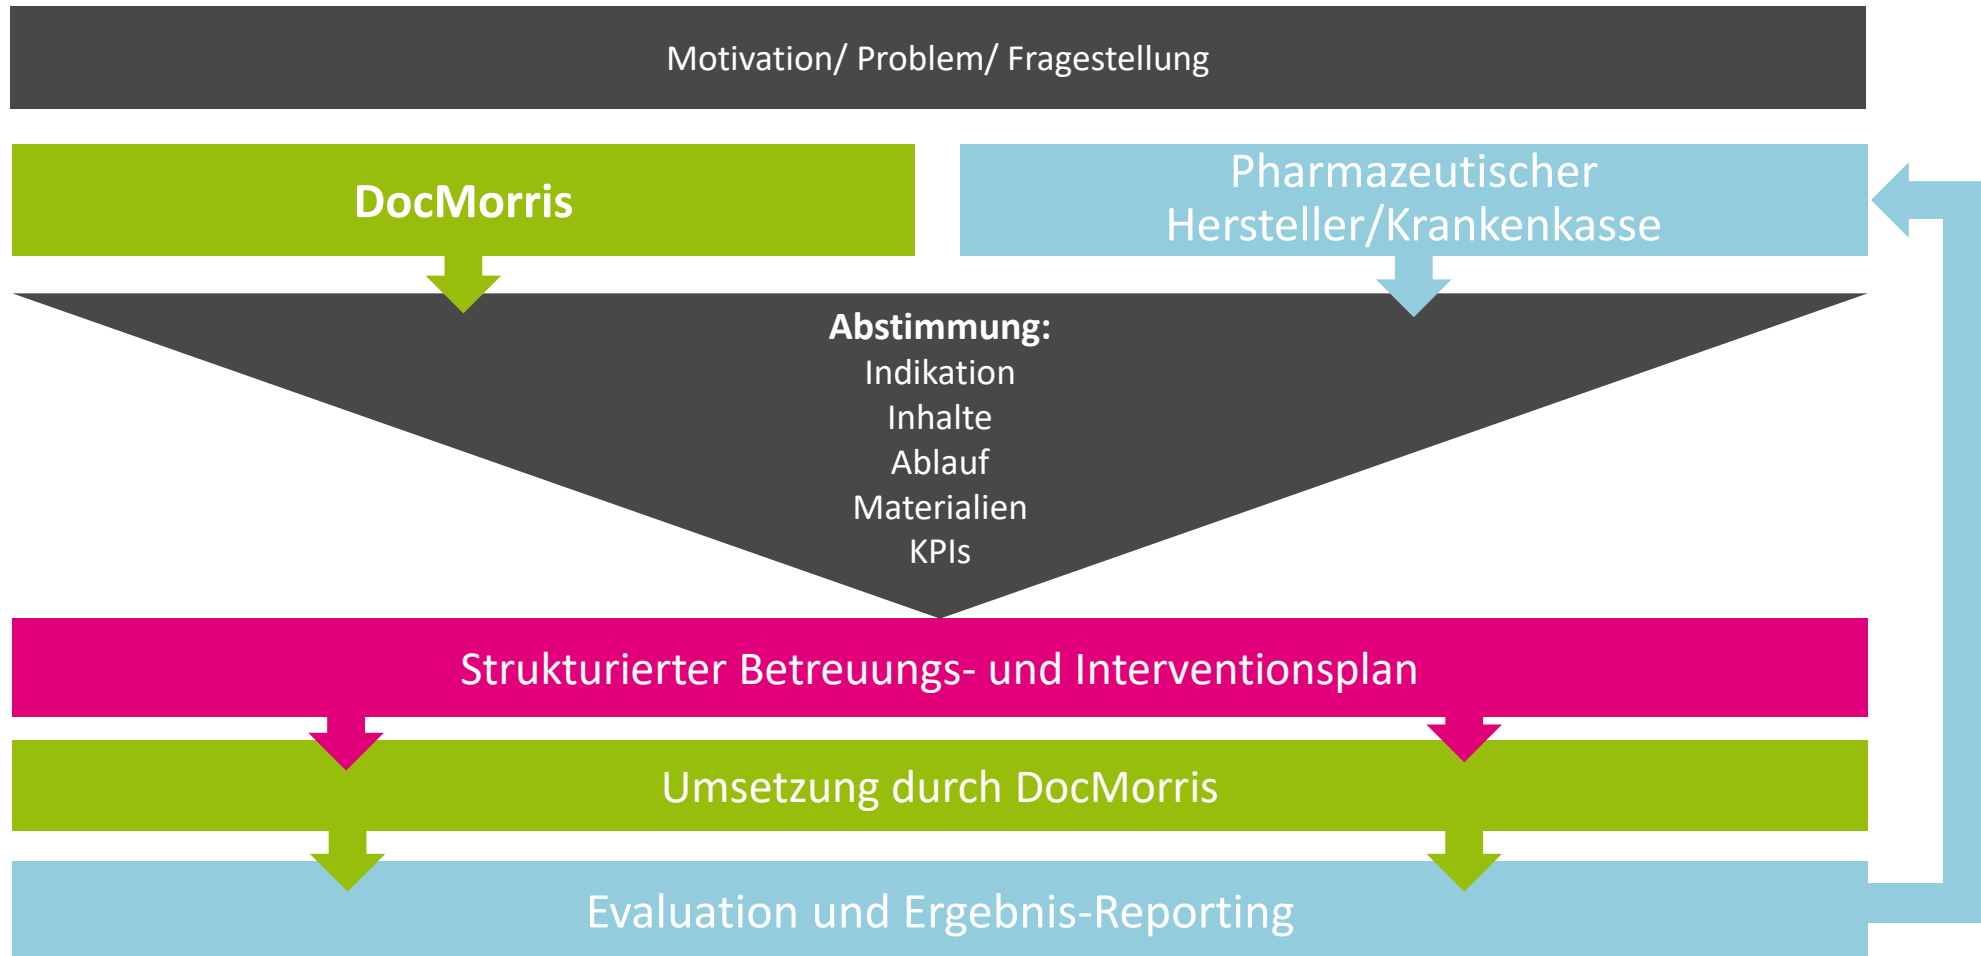 Motivation/ Problem/ Fragestellung
DocMorris
Pharmazeutischer
Hersteller/Krankenkasse
Abstimmung:
Indikation
Inhalte
Ablauf
Materialien
KPIs
Strukturierter Betreuungs- und Interventionsplan
Umsetzung durch DocMorris
Evaluation und Ergebnis-Reporting